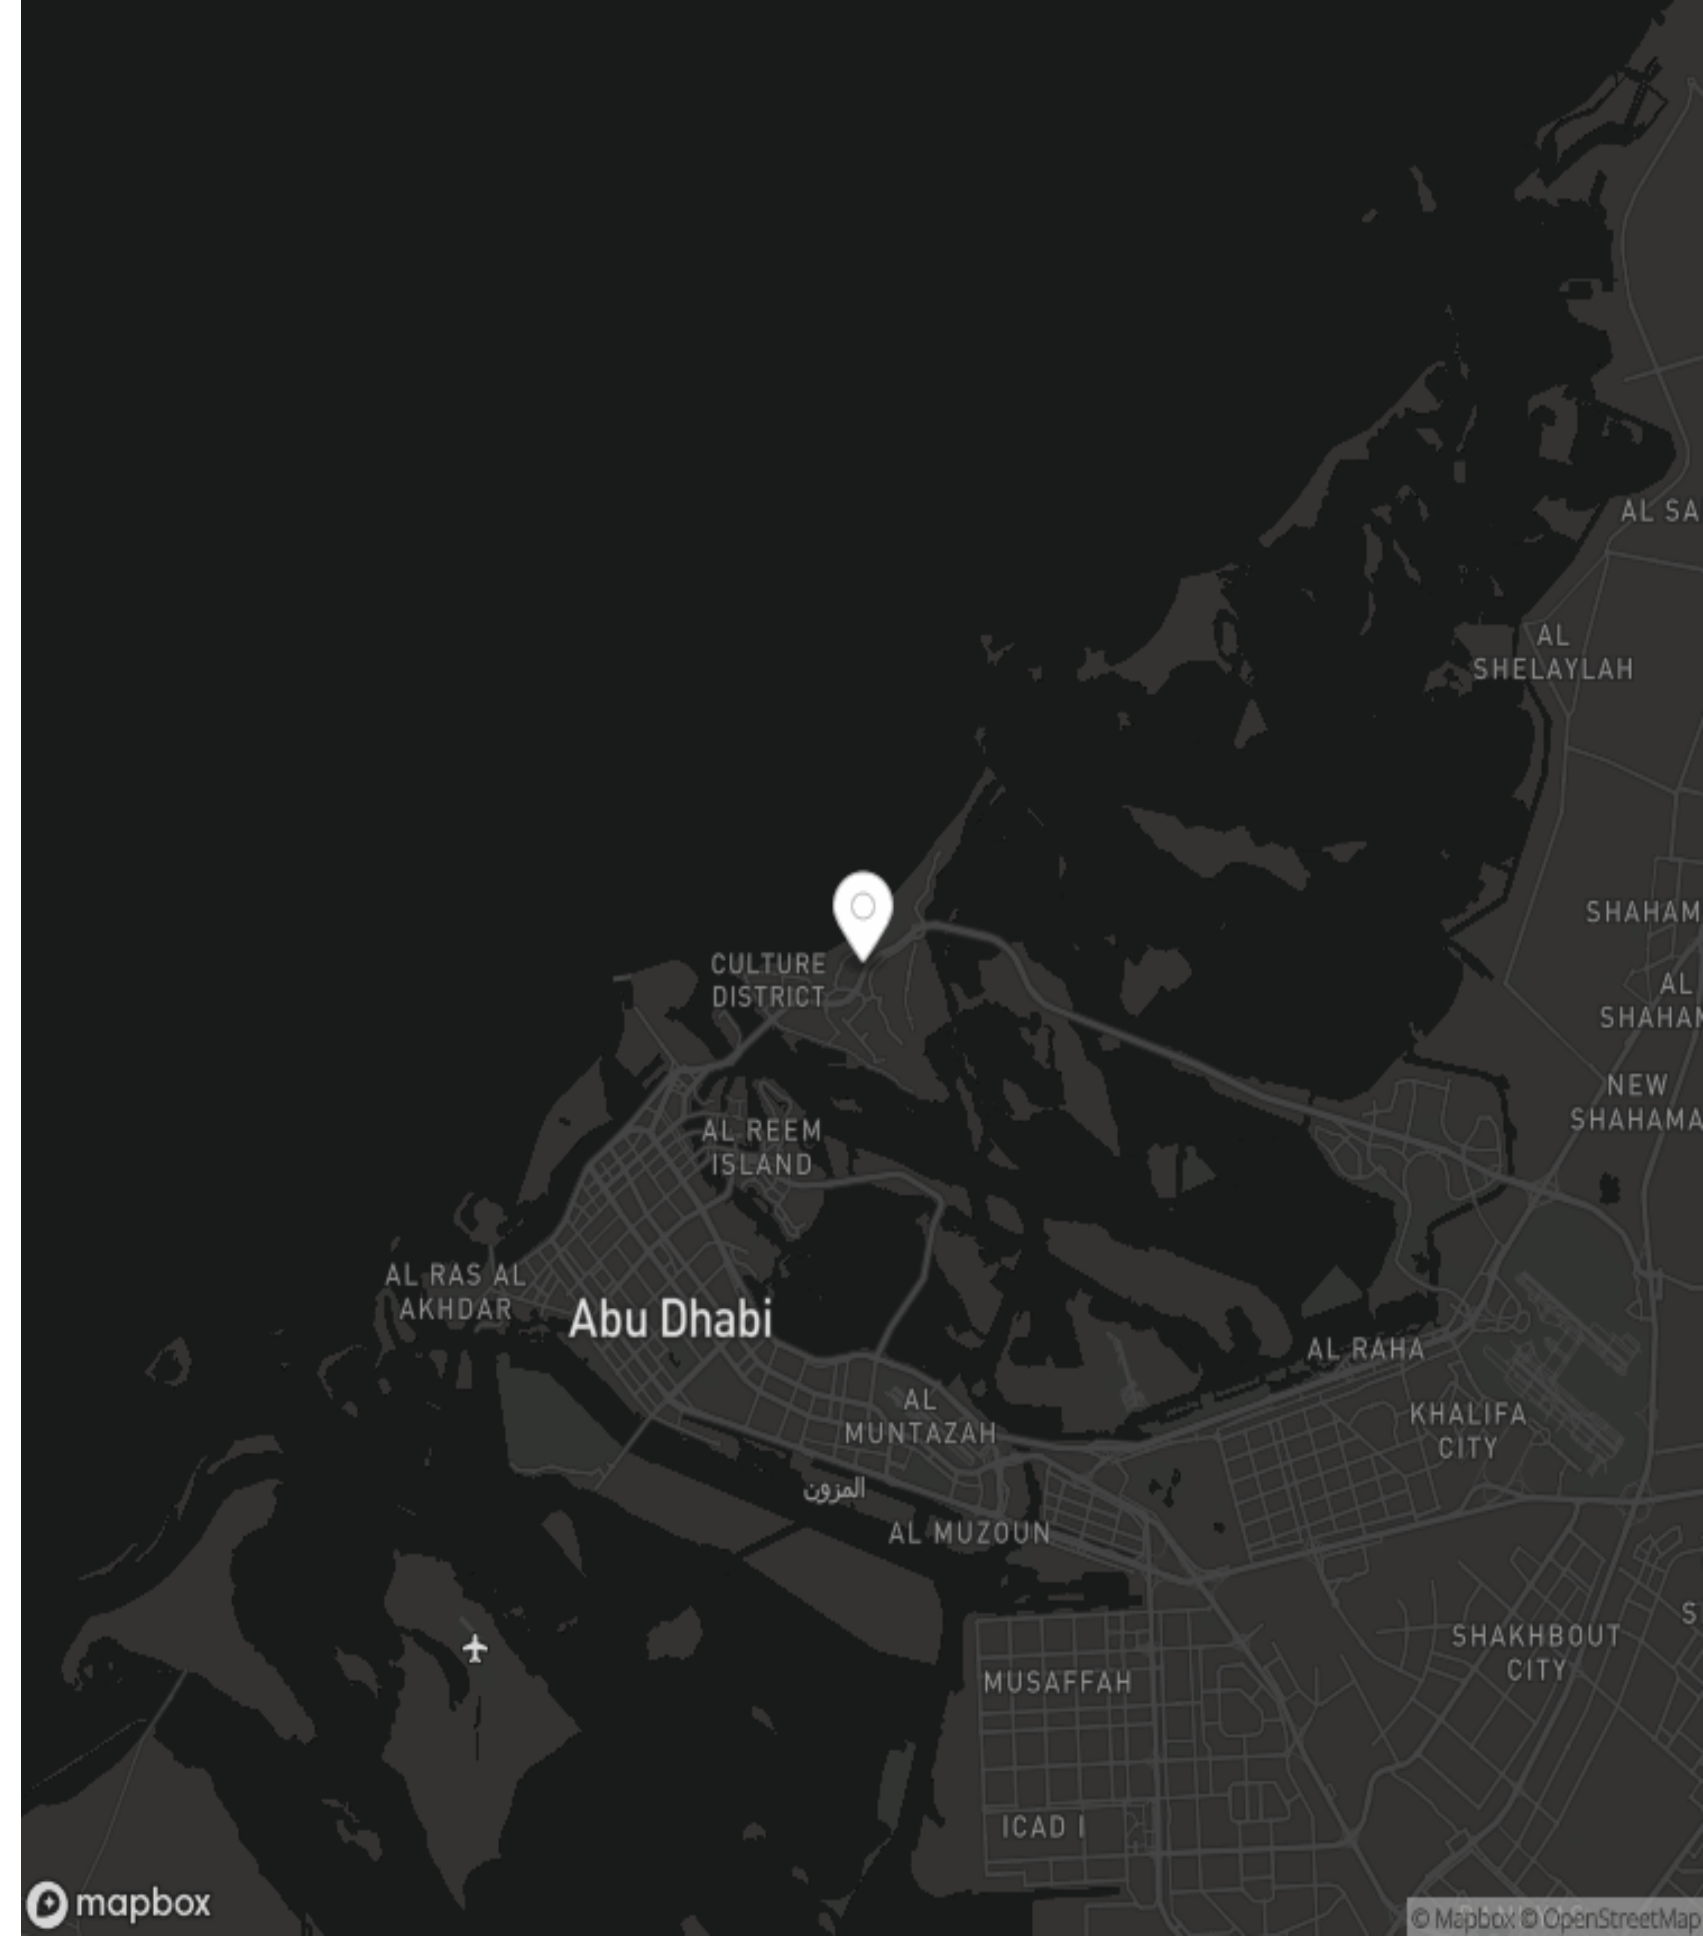 AL SA
AL
SHELAYLAH
SHAHAM
CULTURE
DISTRICT
AL
SHAHAM
NEW
SHAHAMA
AL REEM
ISLAND
AL RAS AL
AKHDAR
Abu Dhabi
AL RAHA
AL
MUNTAZAH
KHALIFA
CITY
المزون
AL MUZOUN
S
SHAKHBOUT
CITY
MUSAFFAH
ICAD I
mapbox
© Mapbox © OpenStreetMap